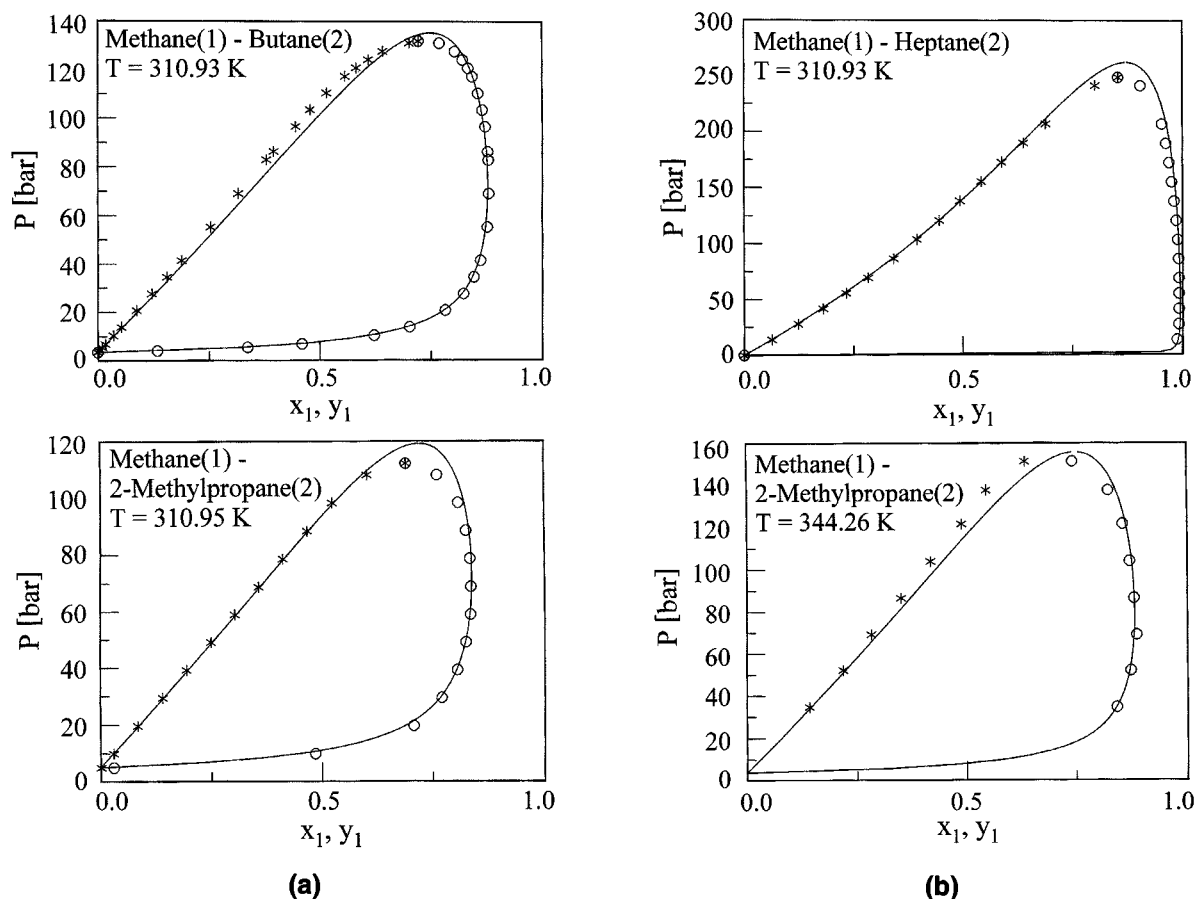 140
120
100
80
60
40
20
0
P [bar]
Methane(1) - Butane(2)
T = 310.93 K
0.0
0.5
1.0
x₁, y₁
300
250
200
150
100
50
0
P [bar]
Methane(1) - Heptane(2)
T = 310.93 K
0.0
0.5
1.0
x₁, y₁
120
100
80
60
40
20
0
P [bar]
Methane(1) -
2-Methylpropane(2)
T = 310.95 K
0.0
0.5
1.0
x₁, y₁
(a)
160
140
120
100
80
60
40
20
0
P [bar]
Methane(1) -
2-Methylpropane(2)
T = 344.26 K
0.0
0.5
1.0
x₁, y₁
(b)